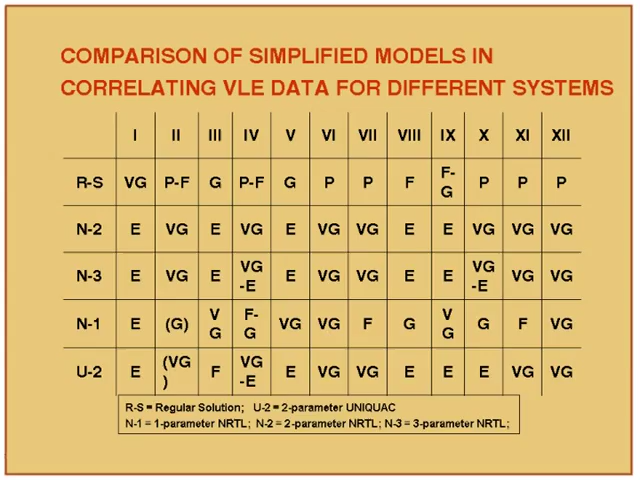 COMPARISON OF SIMPLIFIED MODELS IN
CORRELATING VLE DATA FOR DIFFERENT SYSTEMS
I II III IV V VI VII VIII IX X XI XII
R-S VG P-F G P-F G P P F F-G P P P
N-2 E VG E VG E VG VG E E VG VG VG
N-3 E VG E VG-E E VG VG E E VG-E VG VG
N-1 E (G) VG F-G VG VG F G VG G F VG
U-2 E (VG) F VG-E E VG VG E E E VG VG
R-S = Regular Solution; U-2 = 2-parameter UNIQUAC
N-1 = 1-parameter NRTL; N-2 = 2-parameter NRTL; N-3 = 3-parameter NRTL;